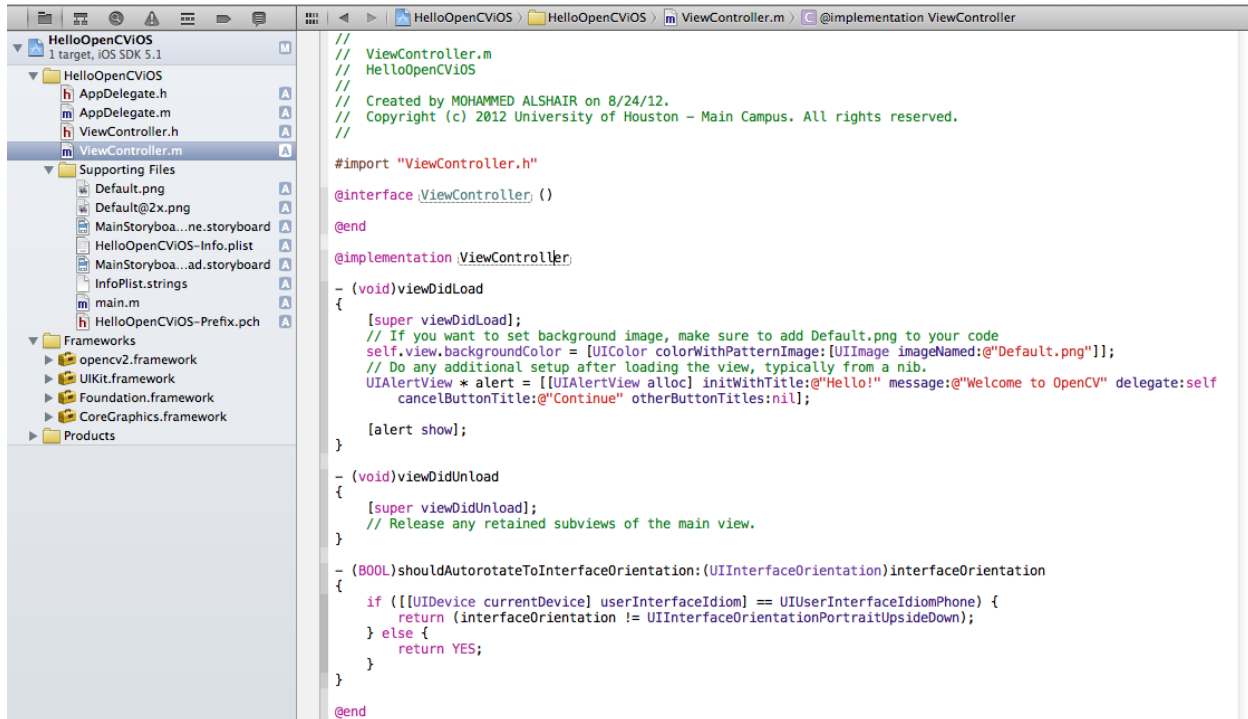 HelloOpenCViOS
1 target, iOS SDK 5.1
M
HelloOpenCViOS
h AppDelegate.h A
m AppDelegate.m A
h ViewController.h A
m ViewController.m A
Supporting Files
Default.png A
Default@2x.png A
MainStoryboa...ne.storyboard A
HelloOpenCViOS-Info.plist A
MainStoryboa...ad.storyboard A
InfoPlist.strings A
m main.m A
h HelloOpenCViOS-Prefix.pch A
Frameworks
opencv2.framework
UIKit.framework
Foundation.framework
CoreGraphics.framework
Products
HelloOpenCViOS HelloOpenCViOS m ViewController.m C @implementation ViewController
//
//  ViewController.m
//  HelloOpenCViOS
//
//  Created by MOHAMMED ALSHAIR on 8/24/12.
//  Copyright (c) 2012 University of Houston – Main Campus. All rights reserved.
//
#import "ViewController.h"
@interface ViewController ()
@end
@implementation ViewController
- (void)viewDidLoad
{
    [super viewDidLoad];
    // If you want to set background image, make sure to add Default.png to your code
    self.view.backgroundColor = [UIColor colorWithPatternImage:[UIImage imageNamed:@"Default.png"]];
    // Do any additional setup after loading the view, typically from a nib.
    UIAlertView * alert = [[UIAlertView alloc] initWithTitle:@"Hello!" message:@"Welcome to OpenCV" delegate:self
        cancelButtonTitle:@"Continue" otherButtonTitles:nil];
    [alert show];
}
- (void)viewDidUnload
{
    [super viewDidUnload];
    // Release any retained subviews of the main view.
}
- (BOOL)shouldAutorotateToInterfaceOrientation:(UIInterfaceOrientation)interfaceOrientation
{
    if ([[UIDevice currentDevice] userInterfaceIdiom] == UIUserInterfaceIdiomPhone) {
        return (interfaceOrientation != UIInterfaceOrientationPortraitUpsideDown);
    } else {
        return YES;
    }
}
@end